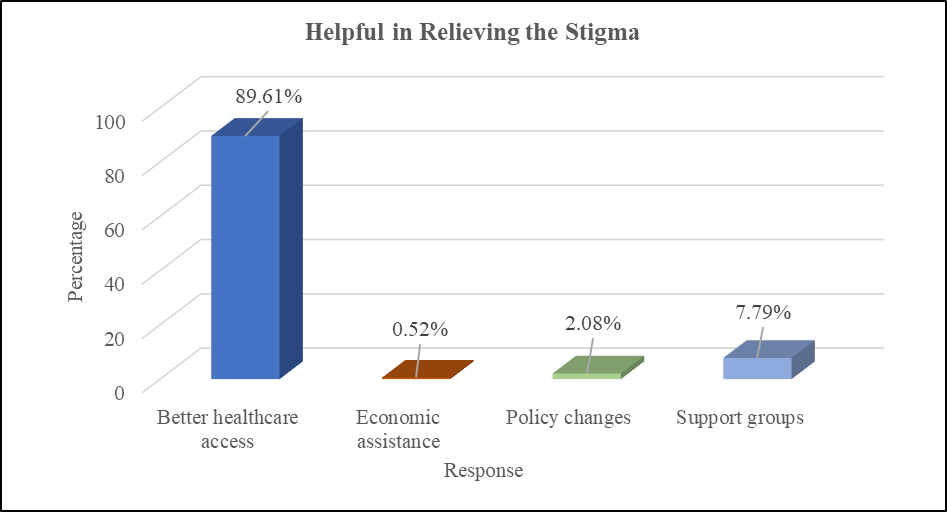 Helpful in Relieving the Stigma
89.61%
100
80
60
40
20
0
Percentage
0.52%
2.08%
7.79%
Better healthcare
access
Economic
assistance
Policy changes
Support groups
Response